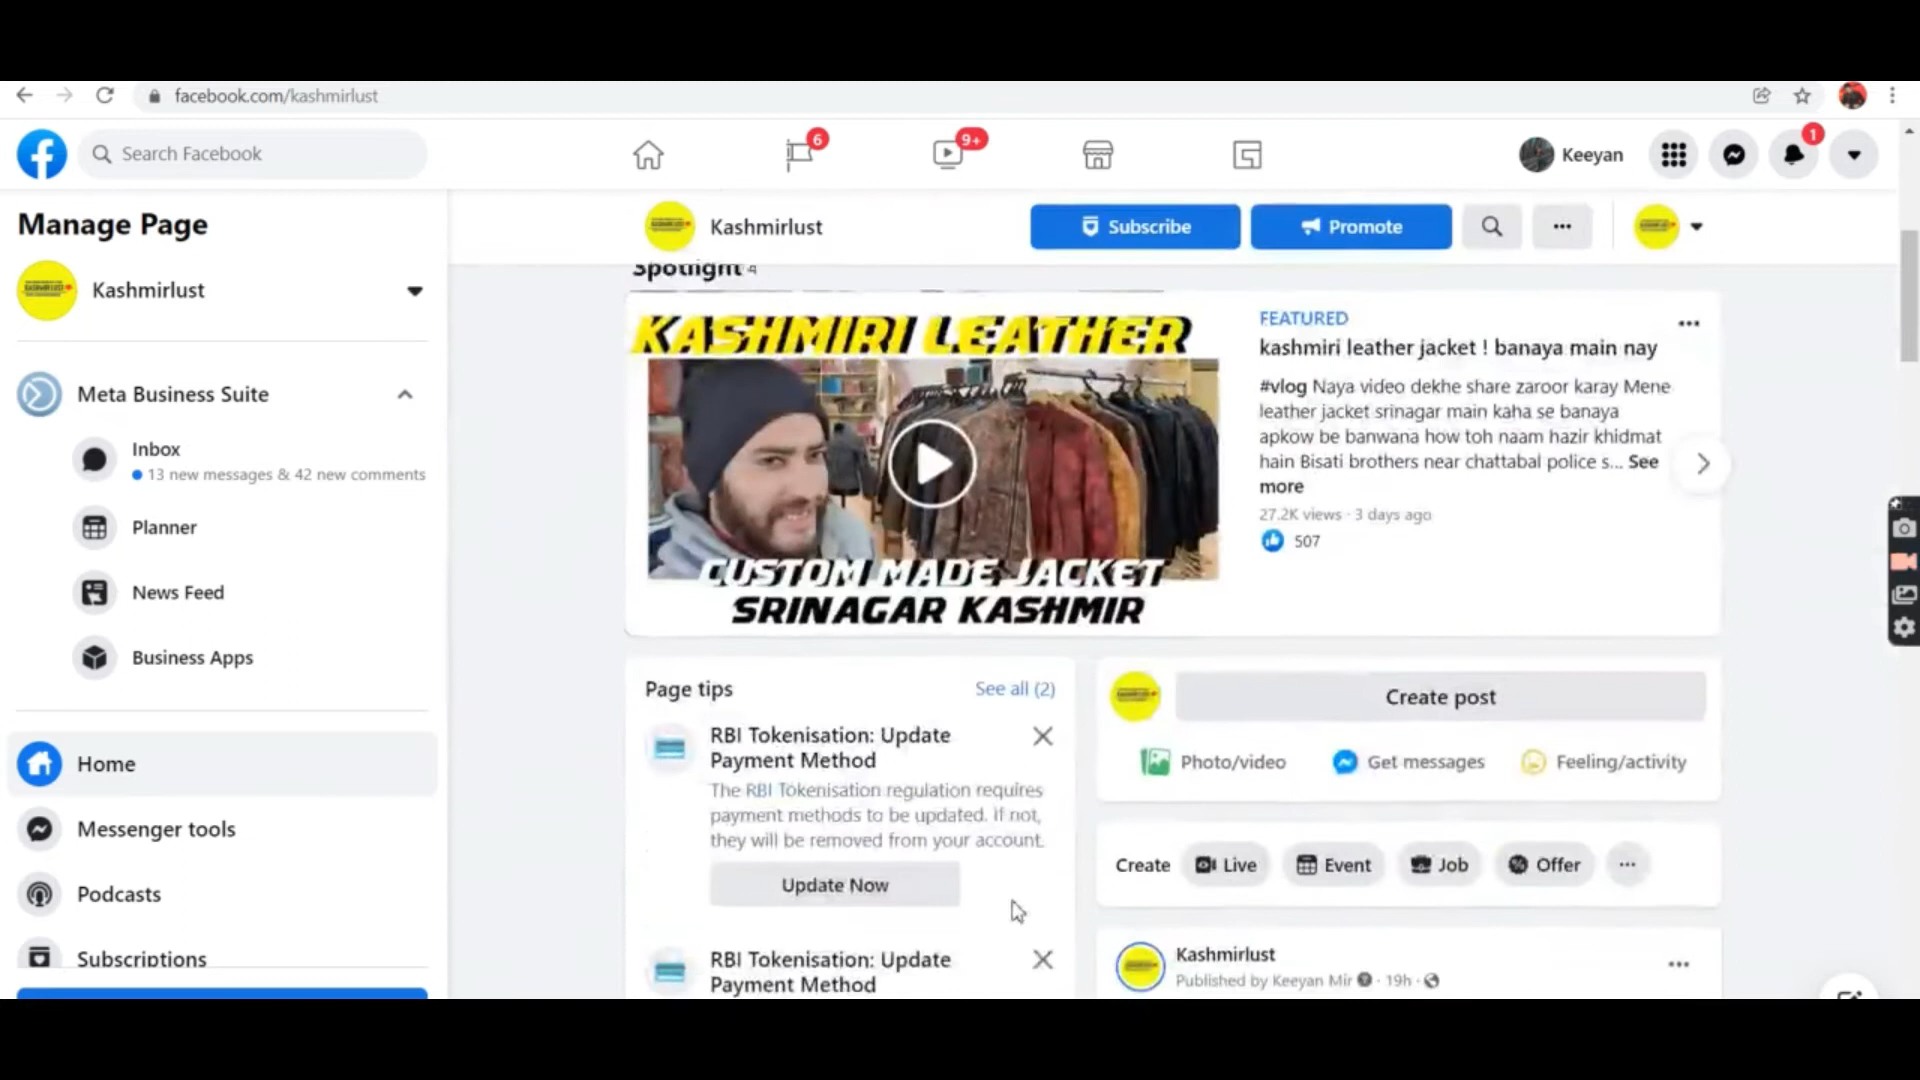 facebook.com/kashmirlust
Search Facebook
6
9+
Keeyan
1
Manage Page
Kashmirlust
Subscribe
Promote
Kashmirlust
Spotlight
KASHMIRI LEATHER
CUSTOM MADE JACKET
SRINAGAR KASHMIR
FEATURED
kashmiri leather jacket ! banaya main nay
#vlog Naya video dekhe share zaroor karay Mene
leather jacket srinagar main kaha se banaya
apkow be banwana how toh naam hazir khidmat
hain Bisati brothers near chattabal police s... See
more
27.2K views · 3 days ago
507
Meta Business Suite
Inbox
13 new messages & 42 new comments
Planner
News Feed
Business Apps
Home
Messenger tools
Podcasts
Subscriptions
Page tips
See all (2)
RBI Tokenisation: Update
Payment Method
The RBI Tokenisation regulation requires
payment methods to be updated. If not,
they will be removed from your account.
Update Now
RBI Tokenisation: Update
Payment Method
Create post
Photo/video
Get messages
Feeling/activity
Create
Live
Event
Job
Offer
Kashmirlust
Published by Keeyan Mir · 19h ·